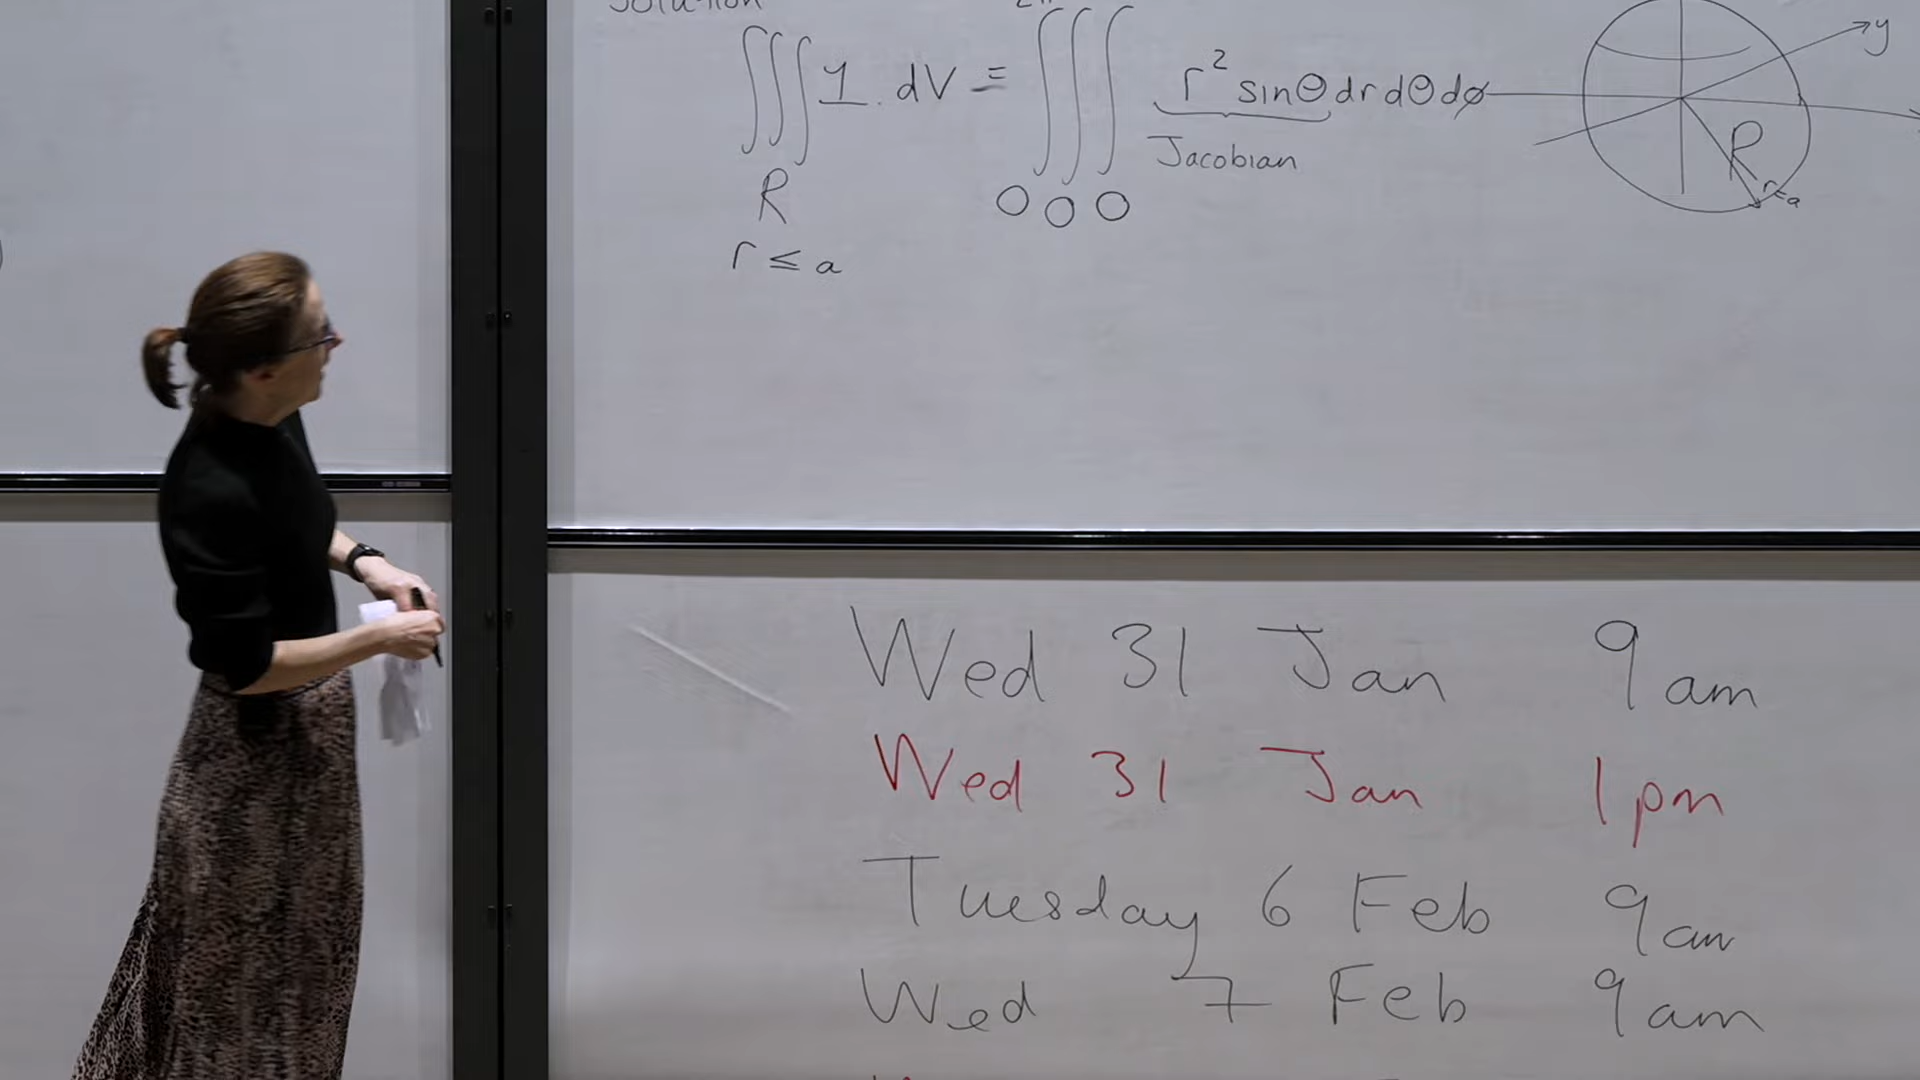 Solution
∭ 1. dV = ∭ r² sinθ dr dθ dϕ
Jacobian
R
0 0 0
r ≤ a
y
R
r=a
Wed 31 Jan 9am
Wed 31 Jan 1pm
Tuesday 6 Feb 9am
Wed 7 Feb 9am